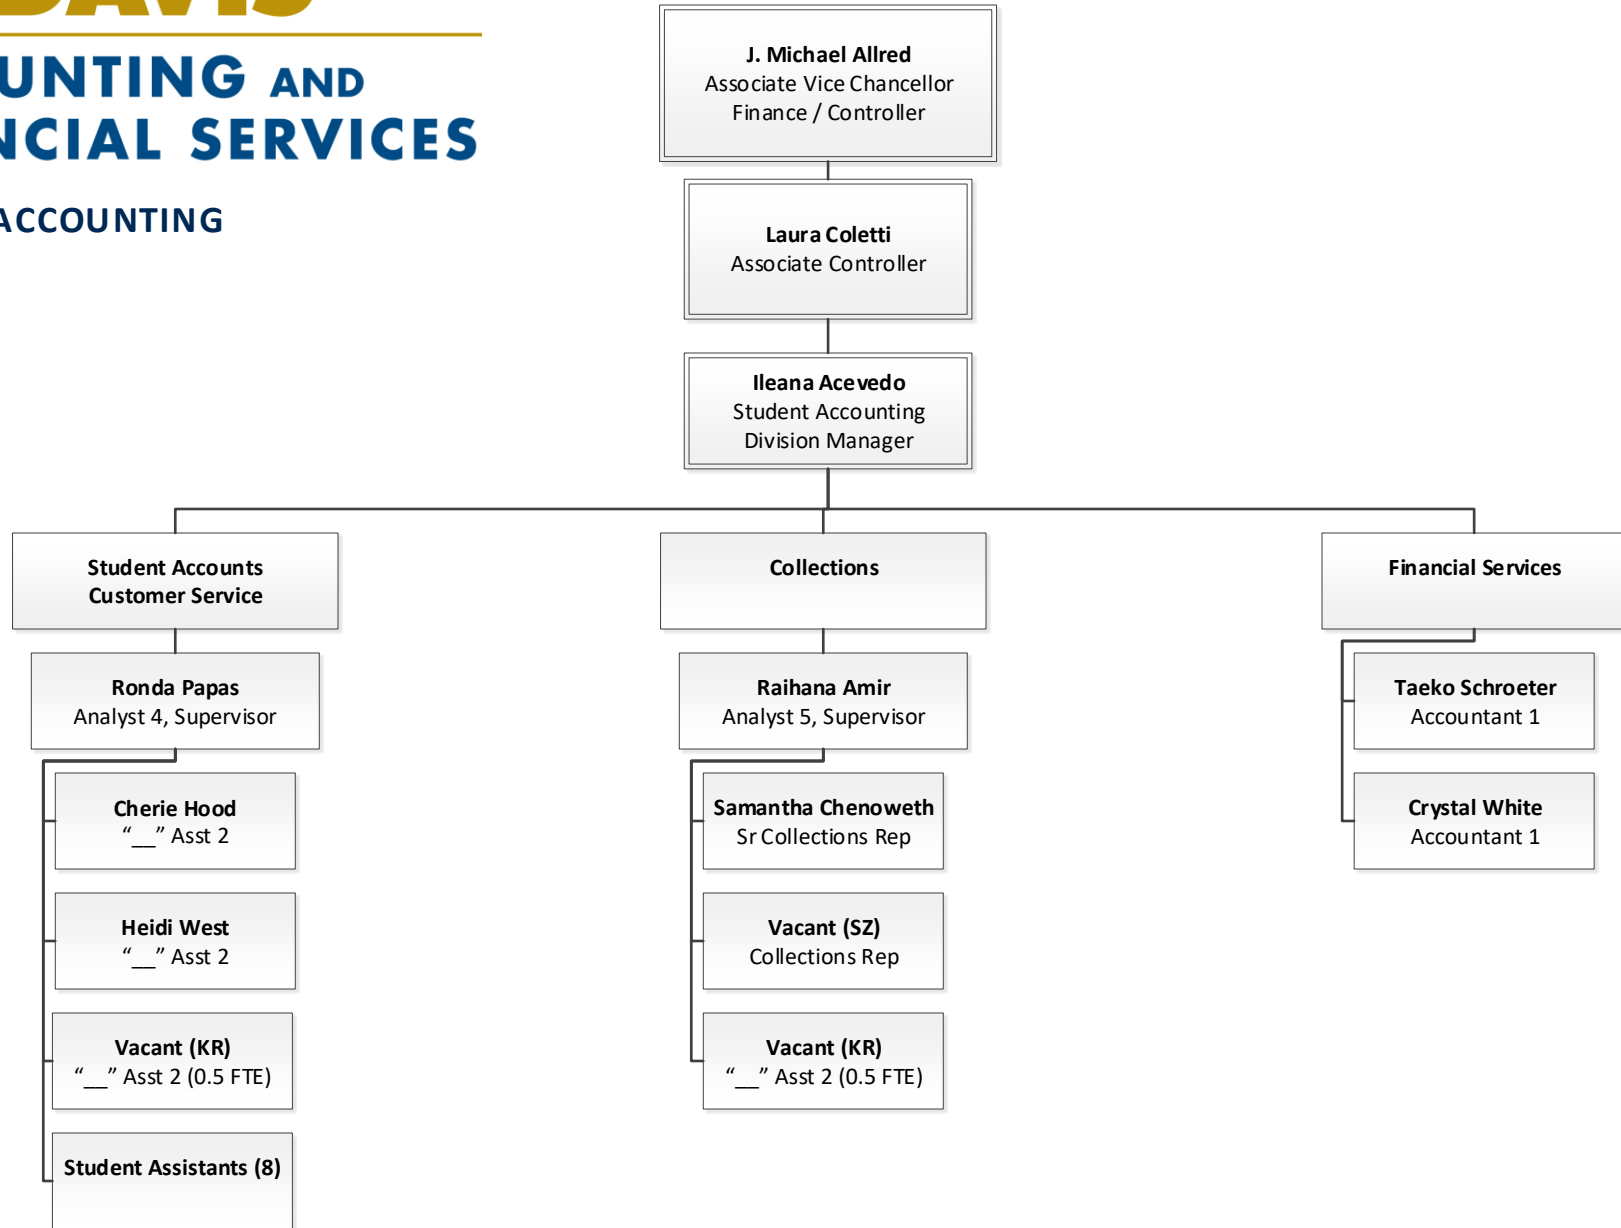 DAVIS
AND
SERVICES
ACCOUNTING
J. Michael Allred
Associate Vice Chancellor
Finance / Controller
Laura Coletti
Associate Controller
Ileana Acevedo
Student Accounting
Division Manager
Student Accounts
Customer Service
Collections
Financial Services
Ronda Papas
Analyst 4, Supervisor
Raihana Amir
Analyst 5, Supervisor
Taeko Schroeter
Accountant 1
Cherie Hood
“__” Asst 2
Samantha Chenoweth
Sr Collections Rep
Crystal White
Accountant 1
Heidi West
“__” Asst 2
Vacant (SZ)
Collections Rep
Vacant (KR)
“__” Asst 2 (0.5 FTE)
Vacant (KR)
“__” Asst 2 (0.5 FTE)
Student Assistants (8)